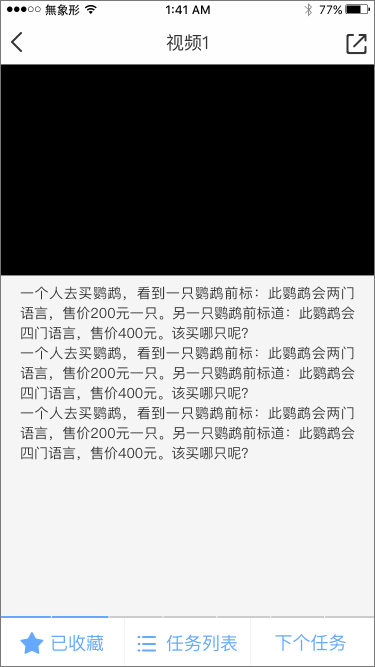 無象形 1:41 AM 77%
视频1
一个人去买鹦鹉，看到一只鹦鹉前标：此鹦鹉会两门
语言，售价200元一只。另一只鹦鹉前标道：此鹦鹉会
四门语言，售价400元。该买哪只呢？
一个人去买鹦鹉，看到一只鹦鹉前标：此鹦鹉会两门
语言，售价200元一只。另一只鹦鹉前标道：此鹦鹉会
四门语言，售价400元。该买哪只呢？
一个人去买鹦鹉，看到一只鹦鹉前标：此鹦鹉会两门
语言，售价200元一只。另一只鹦鹉前标道：此鹦鹉会
四门语言，售价400元。该买哪只呢？
已收藏 任务列表 下个任务